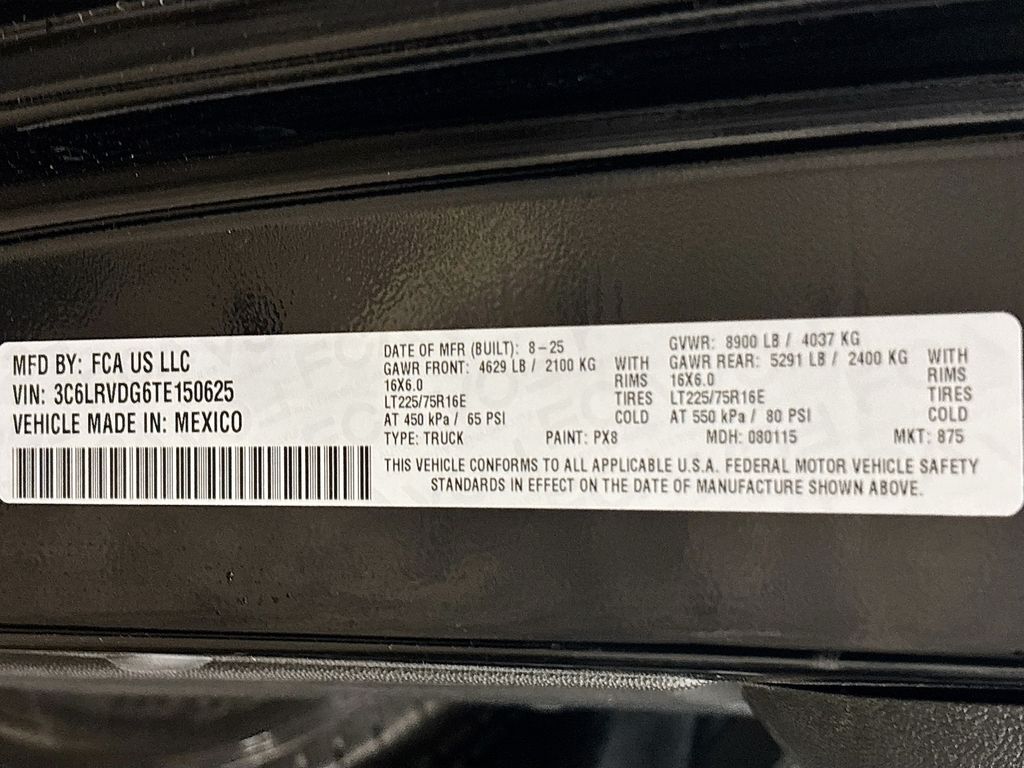 MFD BY: FCA US LLC
VIN: 3C6LRVDG6TE150625
VEHICLE MADE IN: MEXICO
DATE OF MFR (BUILT): 8-25
GVWR: 8900 LB / 4037 KG
GAWR FRONT: 4629 LB / 2100 KG WITH
16X6.0 RIMS
LT225/75R16E TIRES
AT 450 kPa / 65 PSI COLD
GAWR REAR: 5291 LB / 2400 KG WITH
16X6.0 RIMS
LT225/75R16E TIRES
AT 550 kPa / 80 PSI COLD
TYPE: TRUCK PAINT: PX8 MDH: 080115 MKT: 875
THIS VEHICLE CONFORMS TO ALL APPLICABLE U.S.A. FEDERAL MOTOR VEHICLE SAFETY
STANDARDS IN EFFECT ON THE DATE OF MANUFACTURE SHOWN ABOVE.